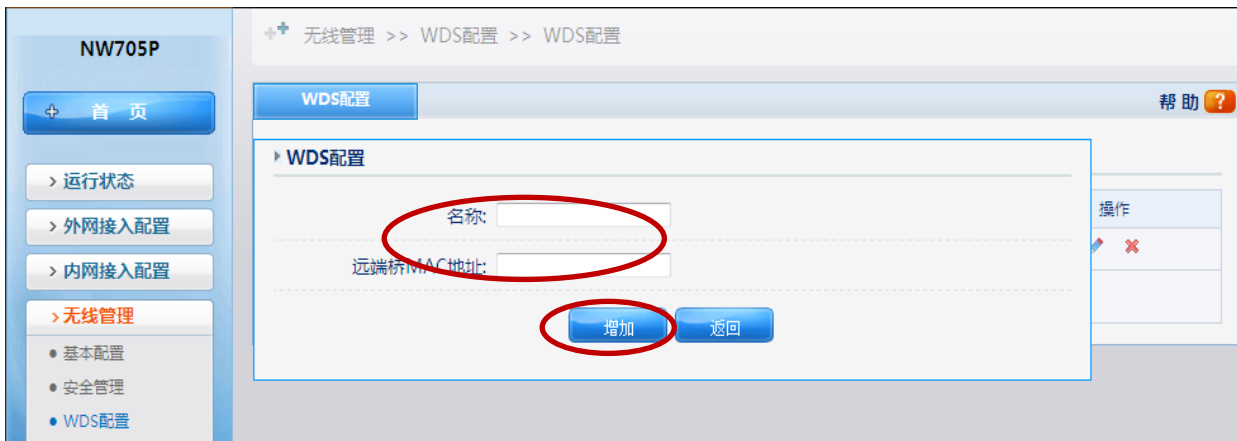 NW705P
无线管理 >> WDS配置 >> WDS配置
首 页
WDS配置
帮 助 ?
WDS配置
运行状态
名称:
操作
外网接入配置
远端桥MAC地址:
内网接入配置
无线管理
增加
返回
基本配置
安全管理
WDS配置